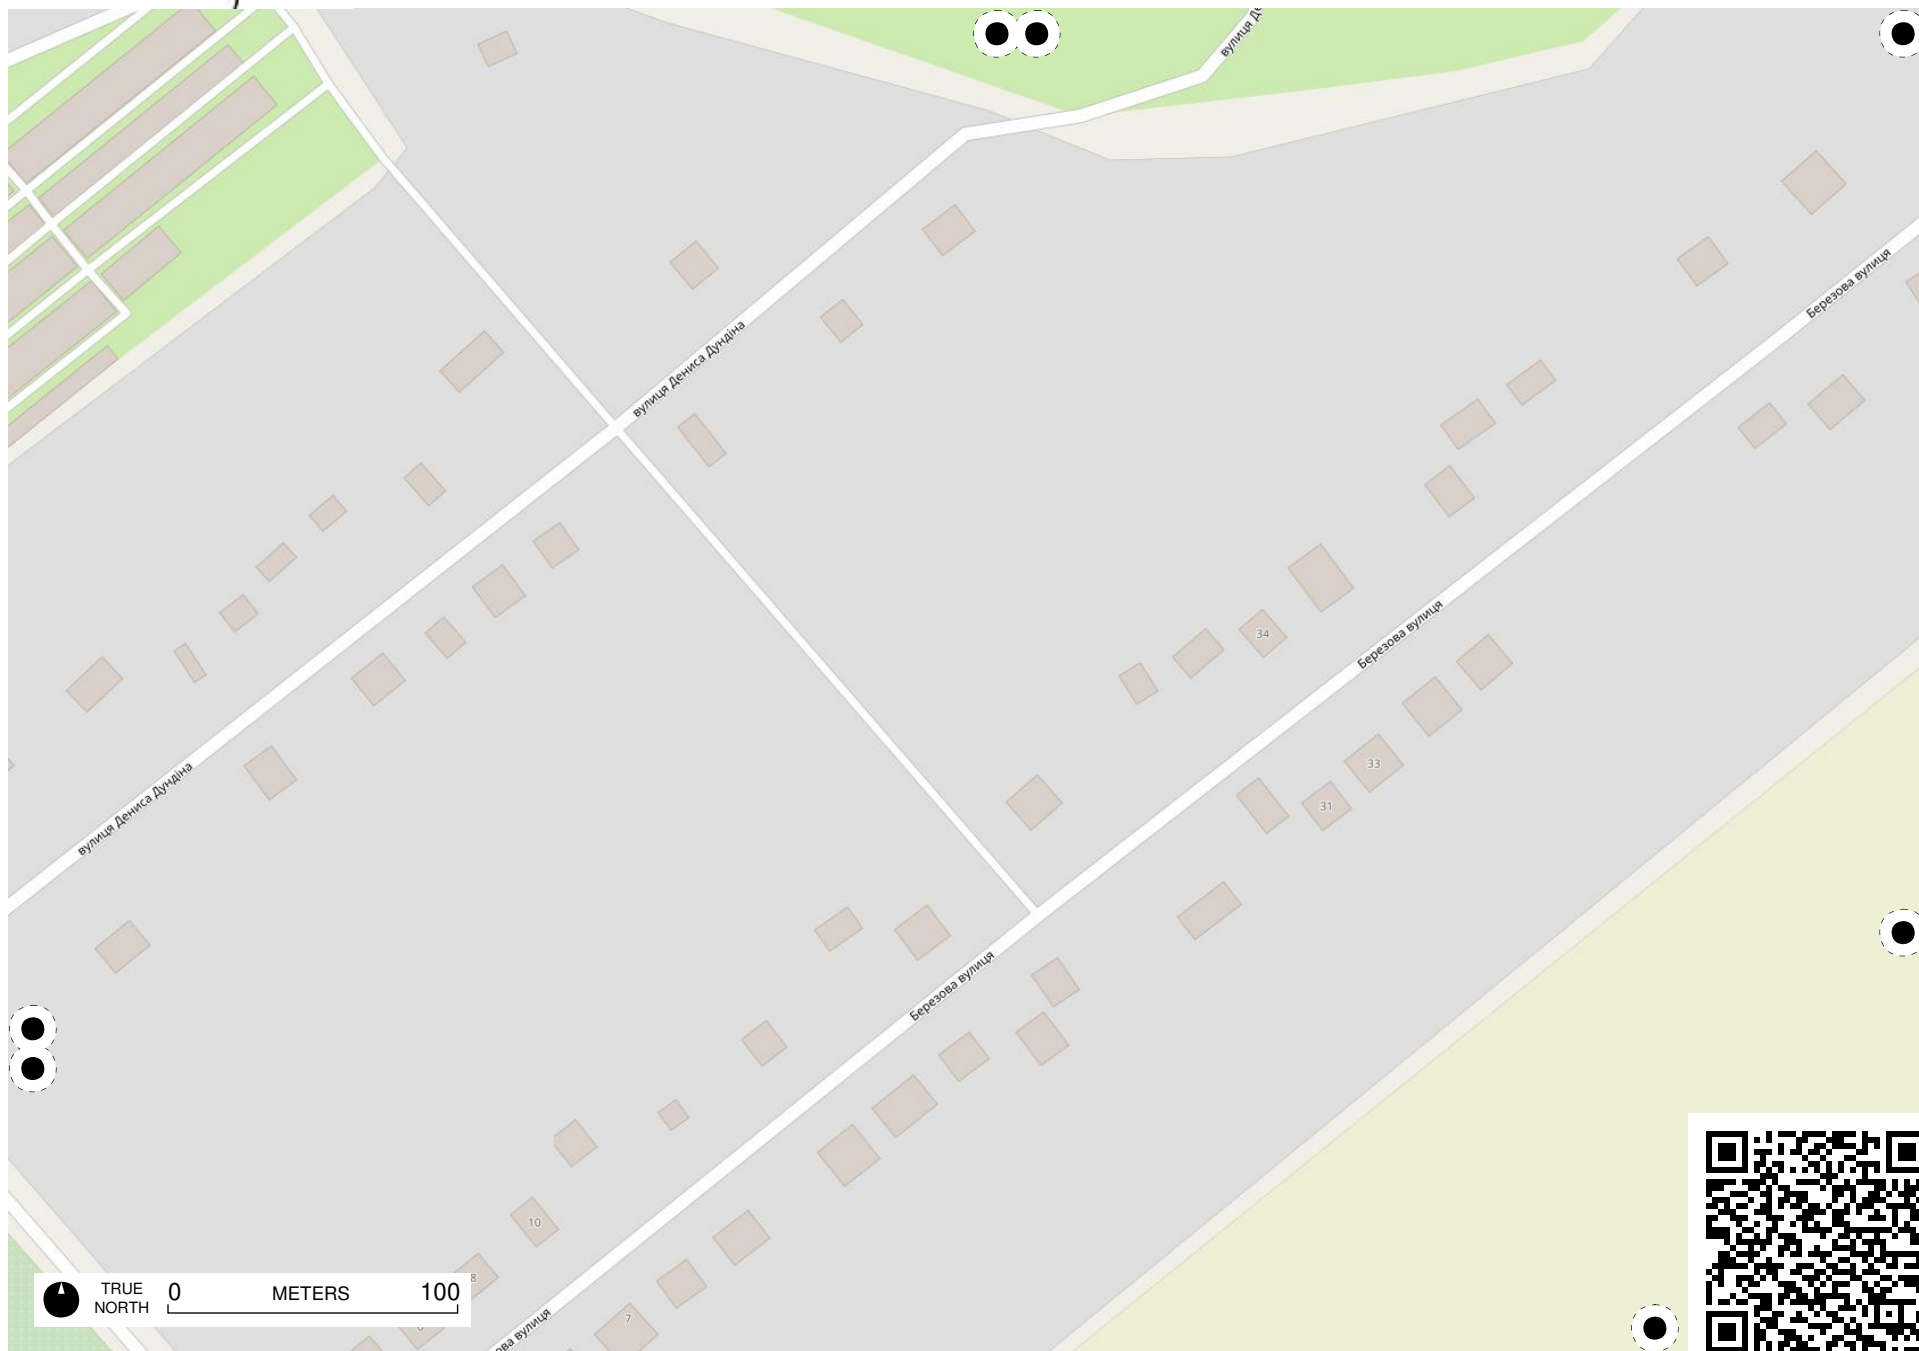 вулиця Дениса Дундіна
Березова вулиця
34
Березова вулиця
33
31
вулиця Дениса Дундіна
Березова вулиця
10
8
7
TRUE
NORTH
0 METERS 100